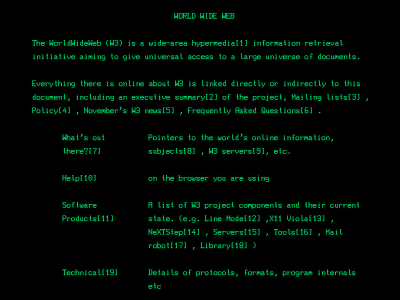 WORLD WIDE WEB
The WorldWideWeb (W3) is a wide-area hypermedia[1] information retrieval
initiative aiming to give universal access to a large universe of documents.
Everything there is online about W3 is linked directly or indirectly to this
document, including an executive summary[2] of the project, Mailing lists[3] ,
Policy[4] , November's W3 news[5] , Frequently Asked Questions[6] .
What's out Pointers to the world's online information,
there?[7] subjects[8] , W3 servers[9], etc.
Help[10] on the browser you are using
Software A list of W3 project components and their current
Products[11] state. (e.g. Line Mode[12] ,X11 Viola[13] ,
NeXTStep[14] , Servers[15] , Tools[16] , Mail
robot[17] , Library[18] )
Technical[19] Details of protocols, formats, program internals
etc